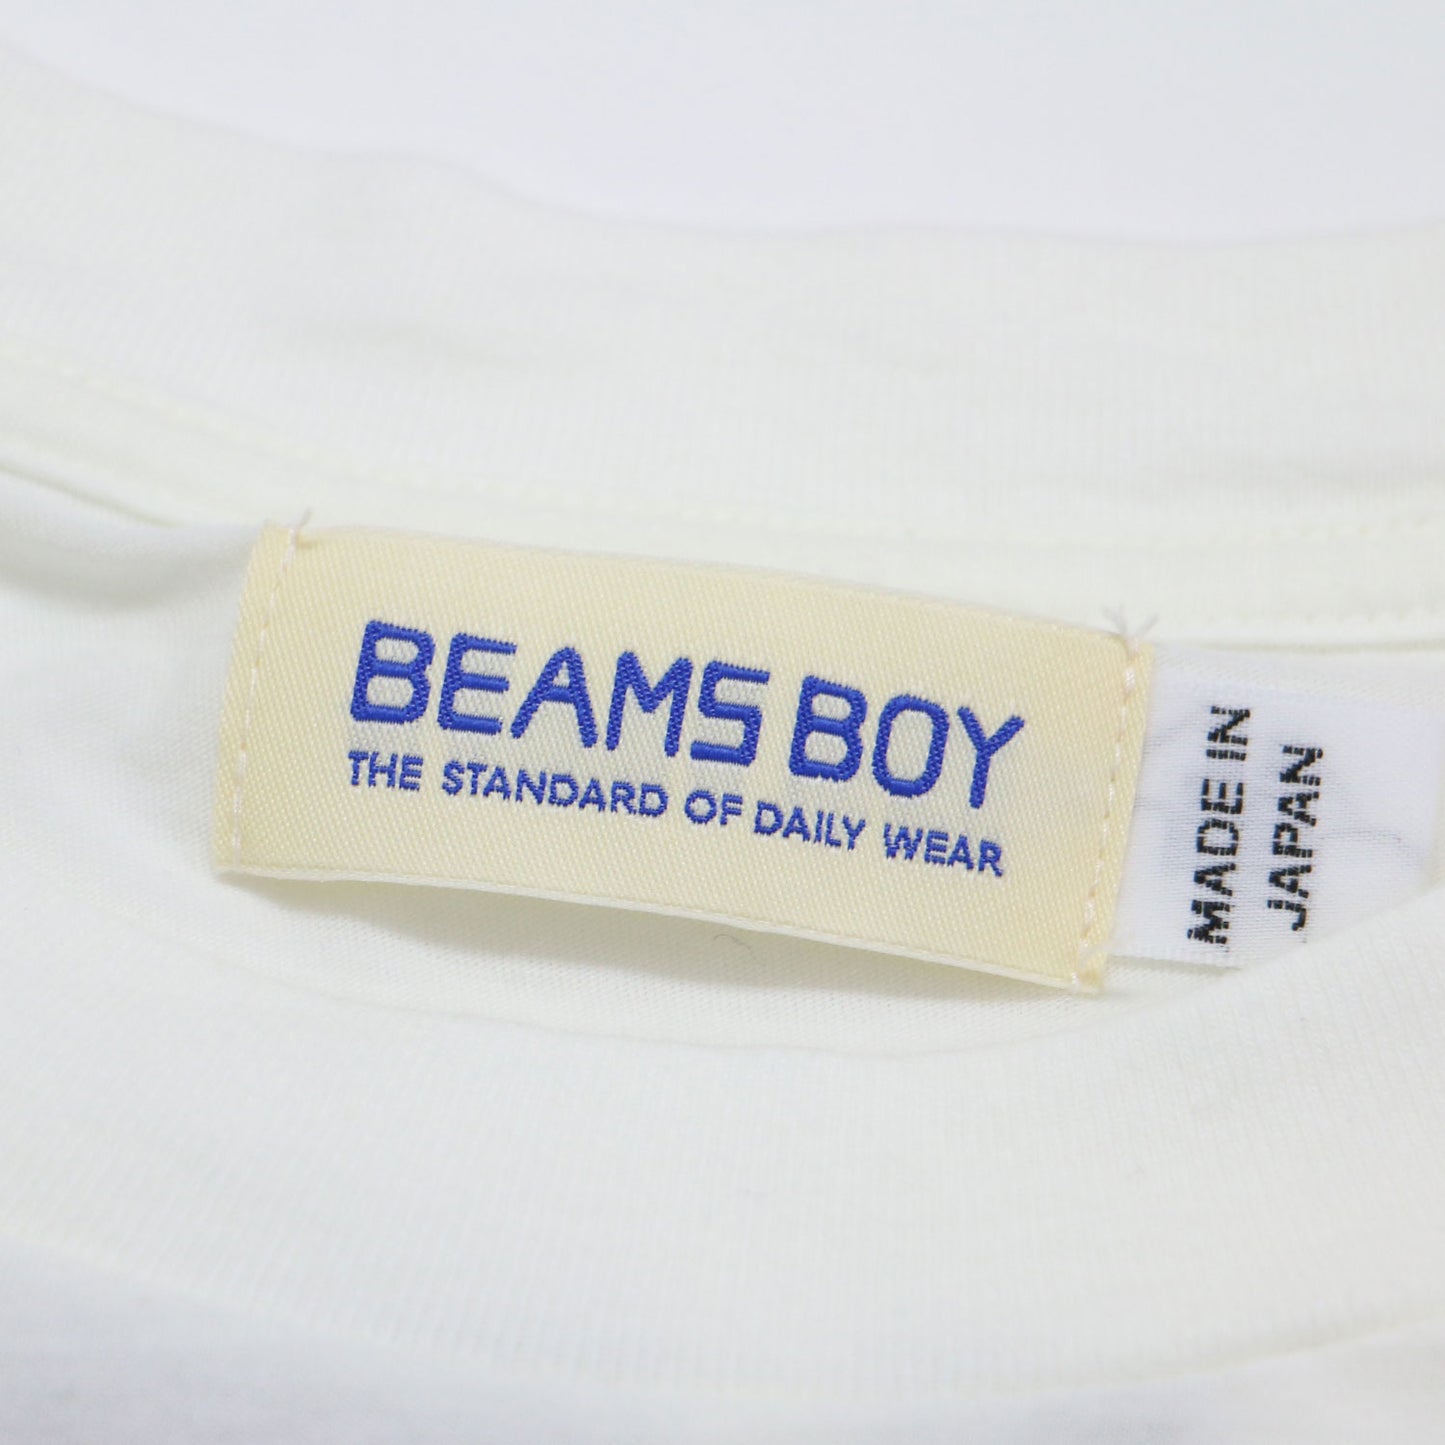 BEAMS BOY
THE STANDARD OF DAILY WEAR
MADE IN
JAPAN